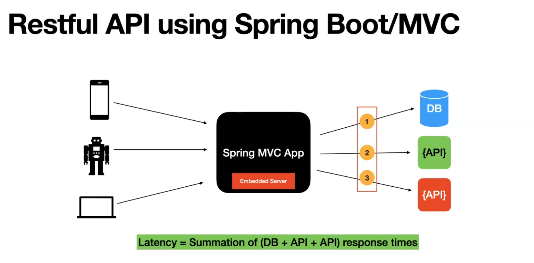 Restful API using Spring Boot/MVC
Spring MVC App
Embedded Server
1
2
3
DB
{API}
{API}
Latency = Summation of (DB + API + API) response times